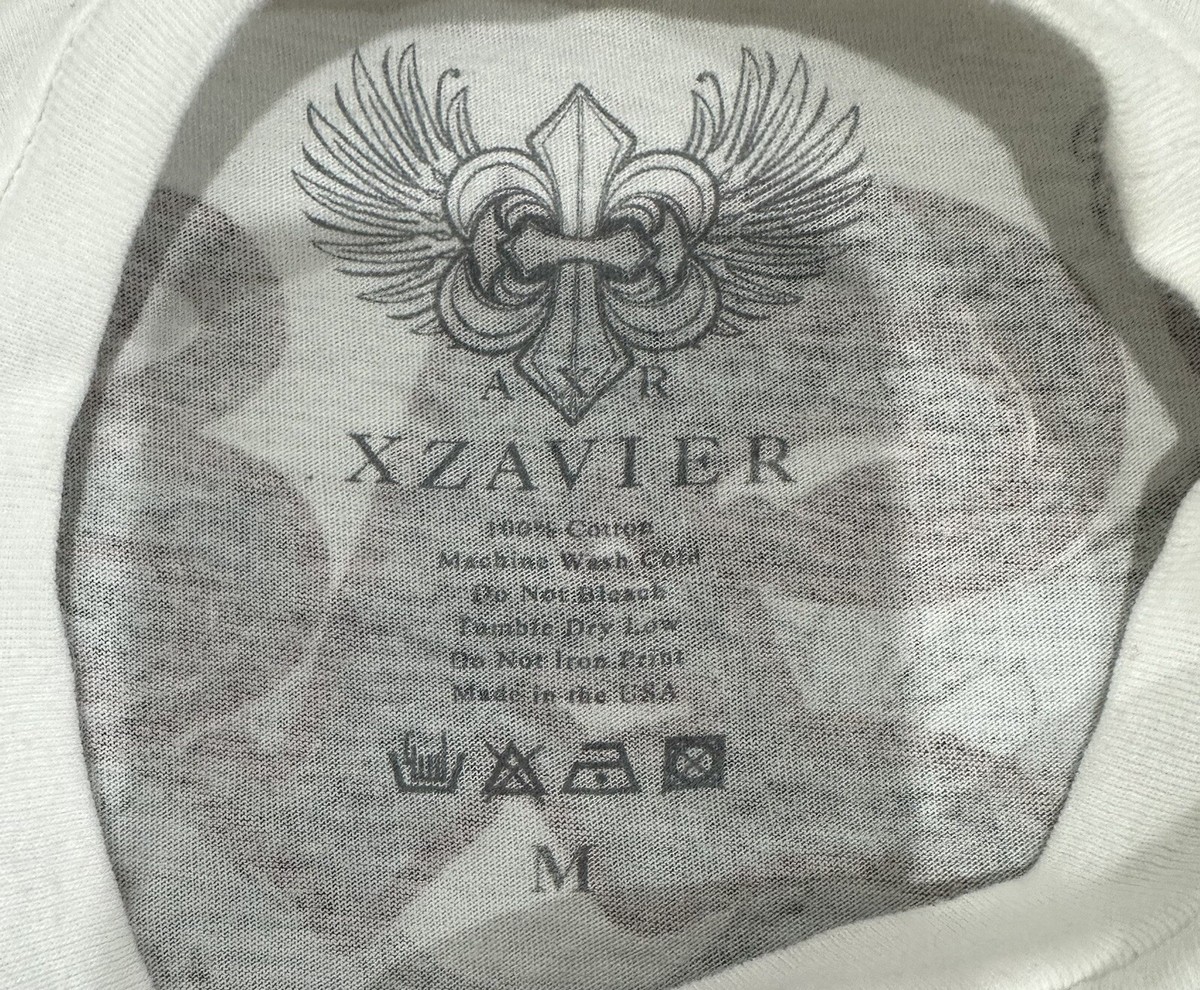 A X R
XZAVIER
100% Cotton
Machine Wash Cold
Do Not Bleach
Tumble Dry Low
Do Not Iron Print
Made in the USA
M